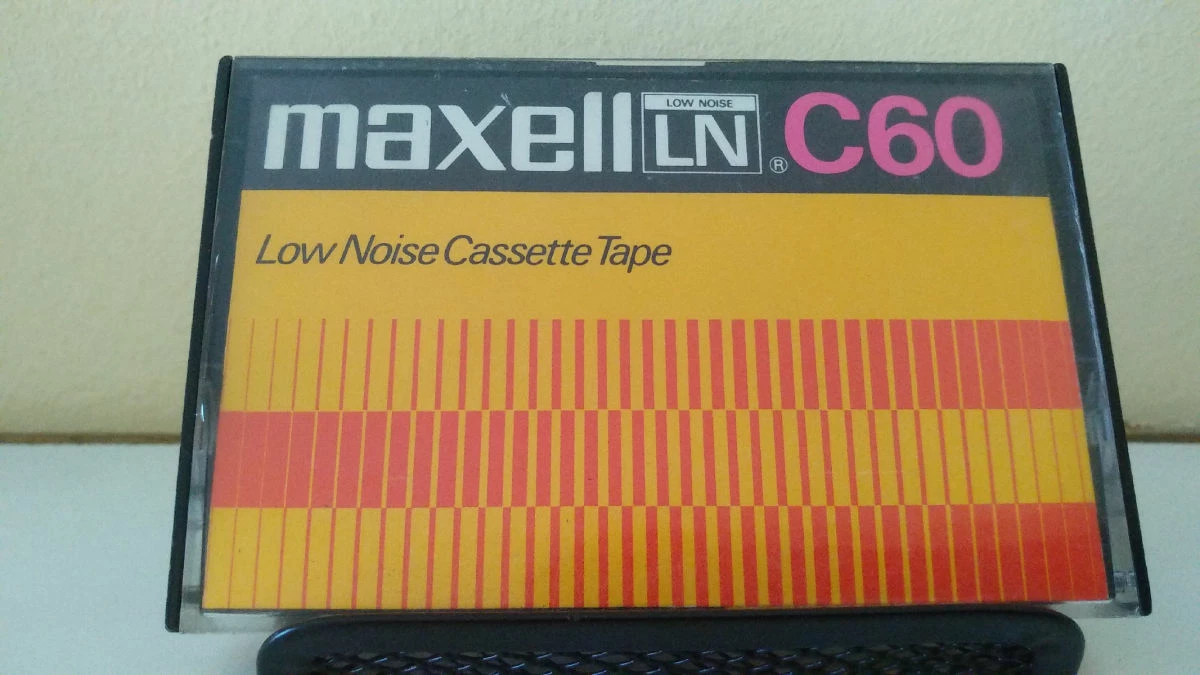 maxell LOW NOISE LN ® C60
Low Noise Cassette Tape